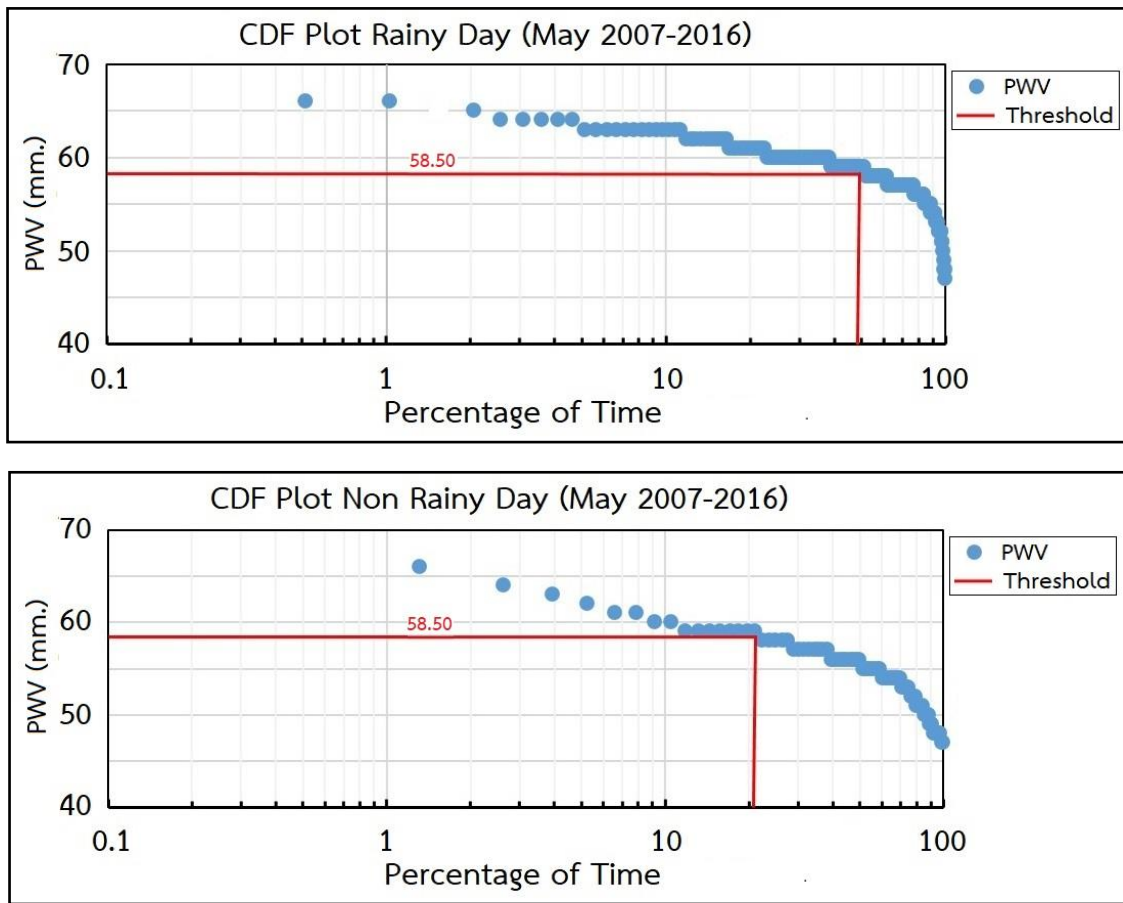 CDF Plot Rainy Day (May 2007-2016)
70
60
50
40
PWV (mm.)
58.50
0.1 1 10 100
Percentage of Time
PWV
Threshold
CDF Plot Non Rainy Day (May 2007-2016)
70
60
50
40
PWV (mm.)
58.50
0.1 1 10 100
Percentage of Time
PWV
Threshold